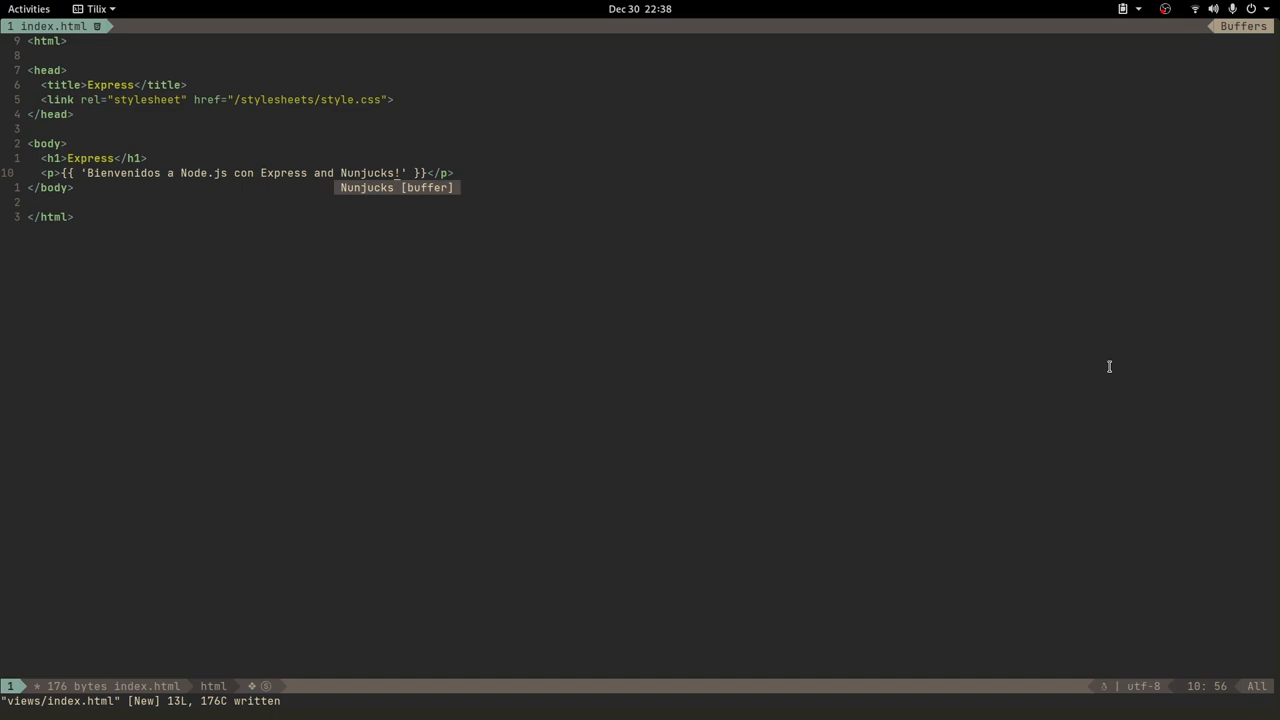 Activities Tilix Dec 30 22:38
1 index.html Buffers
9 <html>
8
7 <head>
6 <title>Express</title>
5 <link rel="stylesheet" href="/stylesheets/style.css">
4 </head>
3
2 <body>
1 <h1>Express</h1>
10 <p>{{ 'Bienvenidos a Node.js con Express and Nunjucks!' }}</p>
1 </body> Nunjucks [buffer]
2
3 </html>
1 * 176 bytes index.html html | utf-8 10: 56 All
"views/index.html" [New] 13L, 176C written